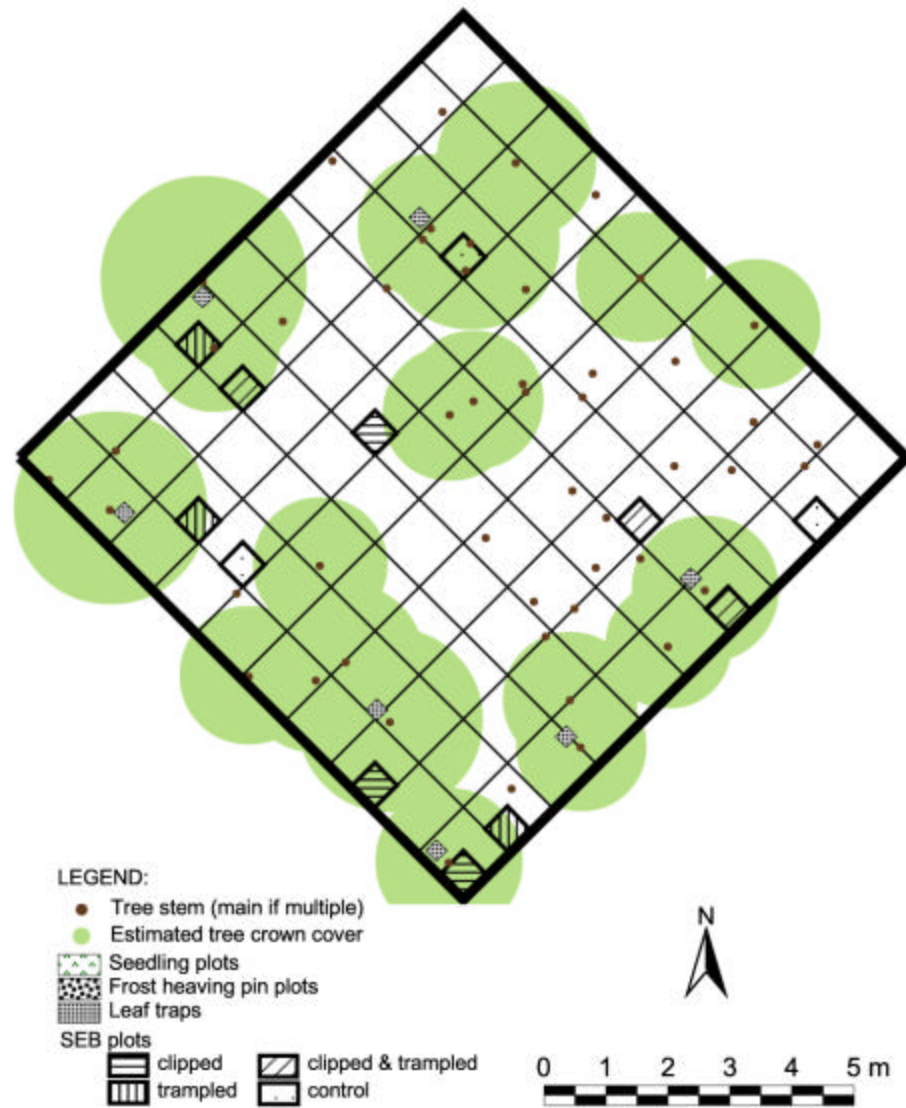 LEGEND:
Tree stem (main if multiple)
Estimated tree crown cover
Seedling plots
Frost heaving pin plots
Leaf traps
SEB plots
clipped
clipped & trampled
trampled
control
N
0 1 2 3 4 5 m